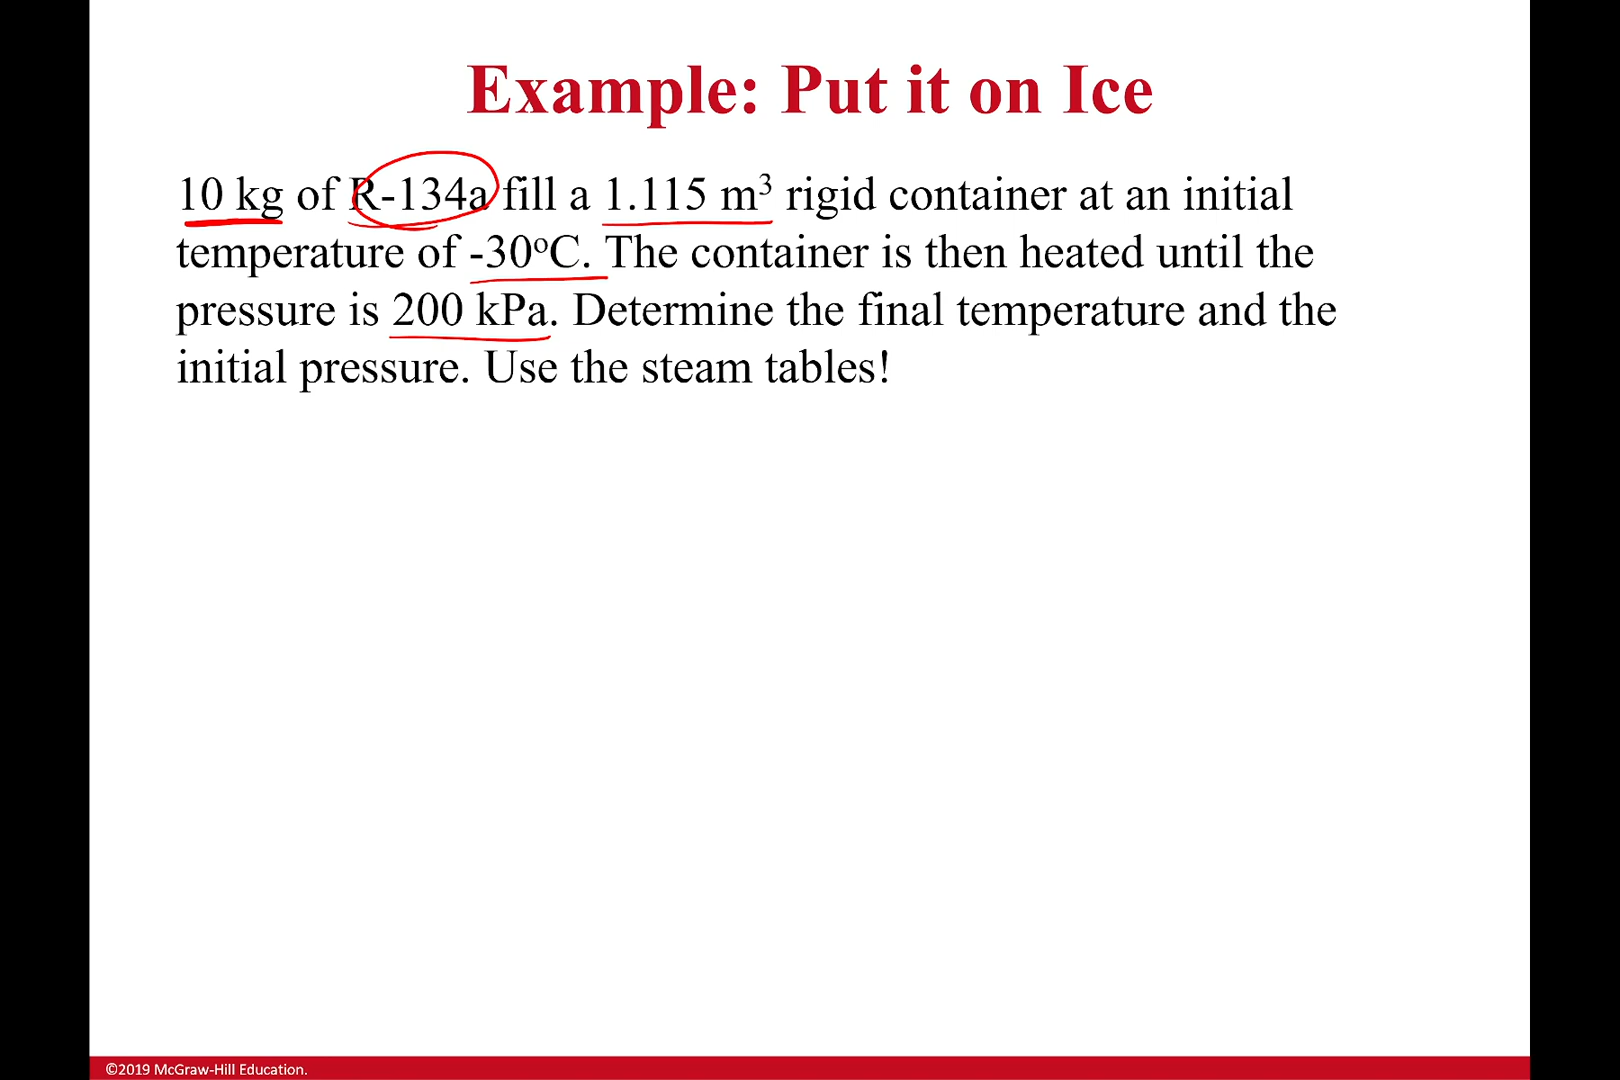 Example: Put it on Ice
10 kg of R-134a fill a 1.115 m³ rigid container at an initial
temperature of -30ºC. The container is then heated until the
pressure is 200 kPa. Determine the final temperature and the
initial pressure. Use the steam tables!
©2019 McGraw-Hill Education.